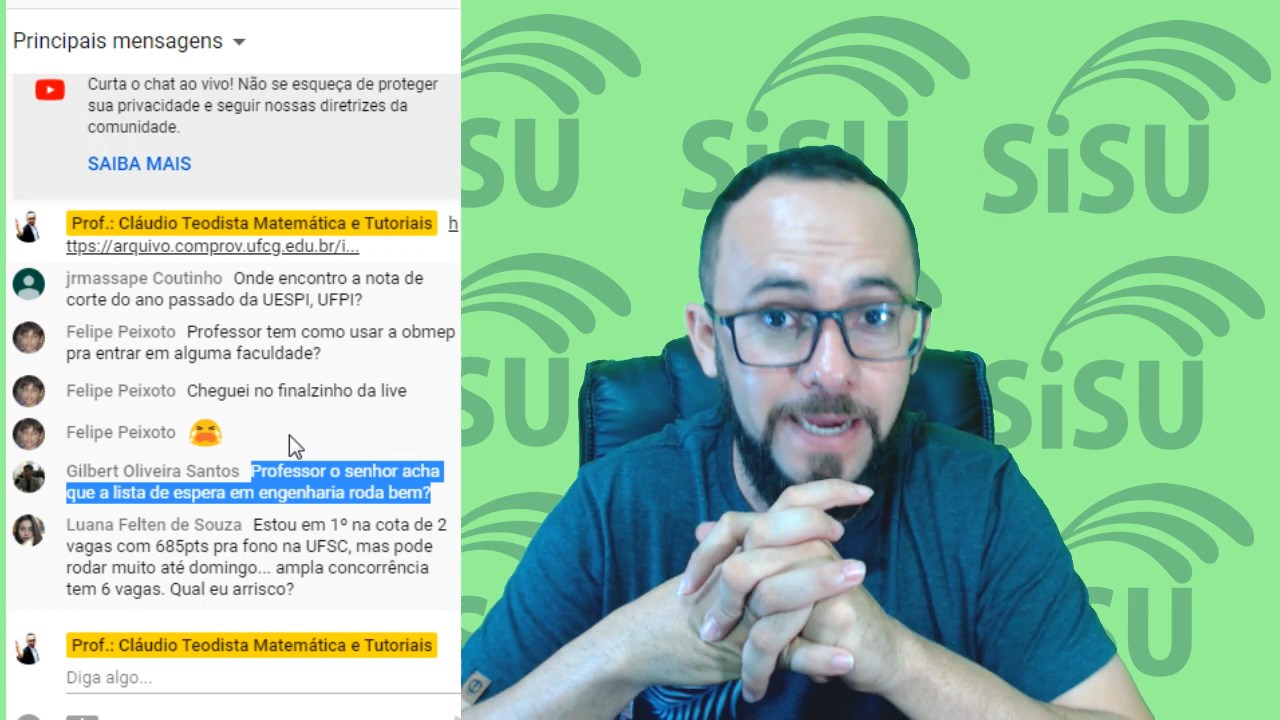 Principais mensagens
Curta o chat ao vivo! Não se esqueça de proteger
sua privacidade e seguir nossas diretrizes da
comunidade.
SAIBA MAIS
Prof.: Cláudio Teodista Matemática e Tutoriais h
ttps://arquivo.comprov.ufcg.edu.br/i...
jrmassape Coutinho Onde encontro a nota de
corte do ano passado da UESPI, UFPI?
Felipe Peixoto Professor tem como usar a obmep
pra entrar em alguma faculdade?
Felipe Peixoto Cheguei no finalzinho da live
Felipe Peixoto 😫
Gilbert Oliveira Santos Professor o senhor acha
que a lista de espera em engenharia roda bem?
Luana Felten de Souza Estou em 1º na cota de 2
vagas com 685pts pra fono na UFSC, mas pode
rodar muito até domingo... ampla concorrência
tem 6 vagas. Qual eu arrisco?
Prof.: Cláudio Teodista Matemática e Tutoriais
Diga algo...
SU
SiSU
SiSU
SU
SiSU
U